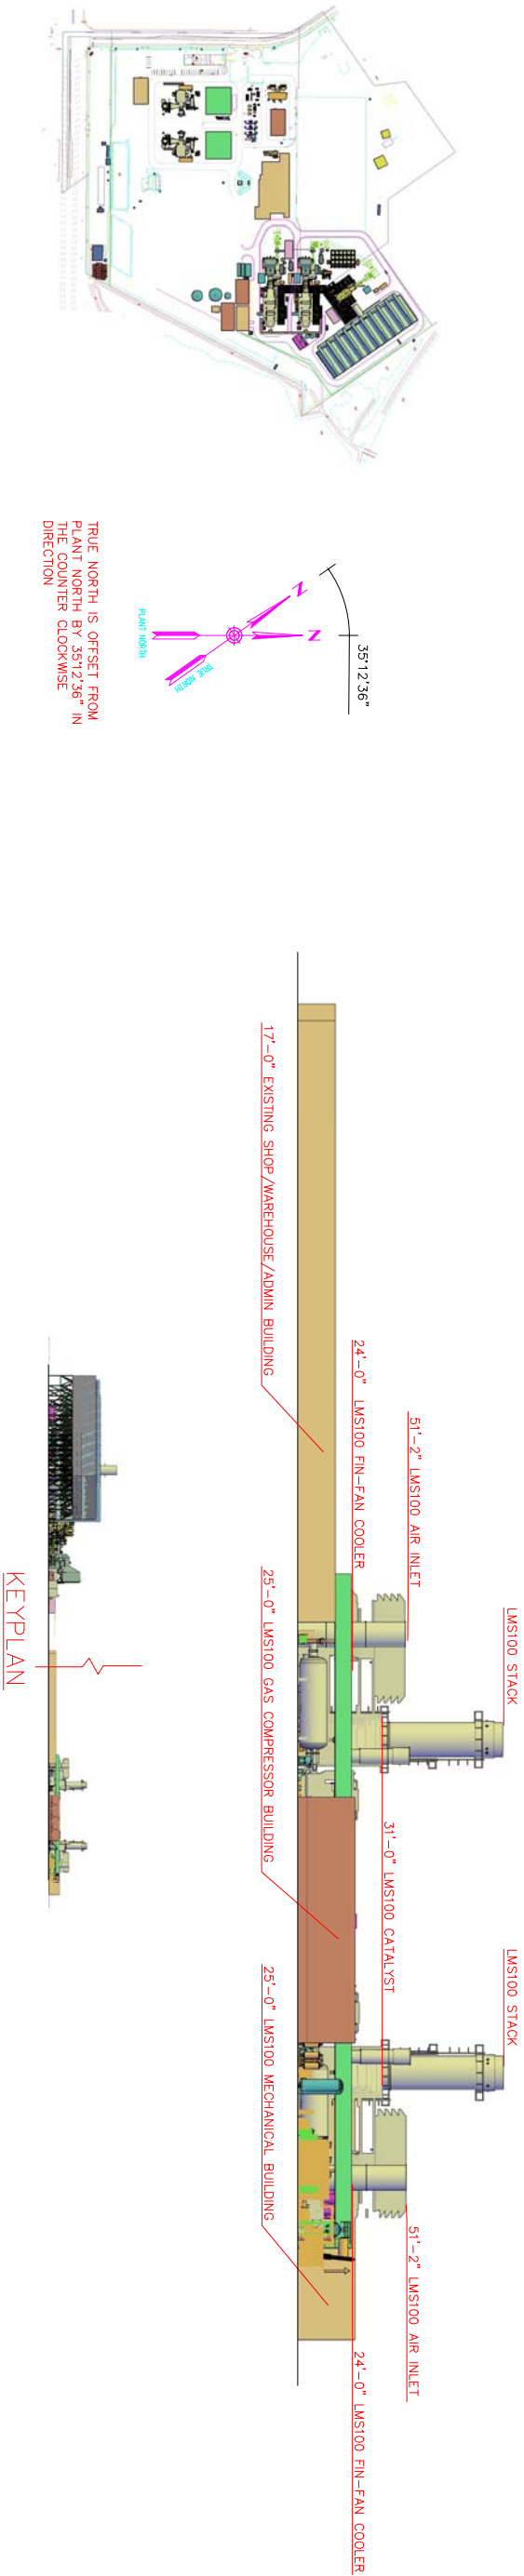 35°12'36"
N
N
PLANT NORTH
TRUE NORTH
TRUE NORTH IS OFFSET FROM
PLANT NORTH BY 35°12'36" IN
THE COUNTER CLOCKWISE
DIRECTION
LMS100 STACK
LMS100 STACK
51'-2" LMS100 AIR INLET
51'-2" LMS100 AIR INLET
31'-0" LMS100 CATALYST
24'-0" LMS100 FIN-FAN COOLER
24'-0" LMS100 FIN-FAN COOLER
17'-0" EXISTING SHOP/WAREHOUSE/ADMIN BUILDING
25'-0" LMS100 GAS COMPRESSOR BUILDING
25'-0" LMS100 MECHANICAL BUILDING
KEYPLAN